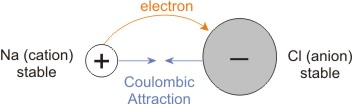 electron
Na (cation)
stable
+
−
Cl (anion)
stable
Coulombic
Attraction